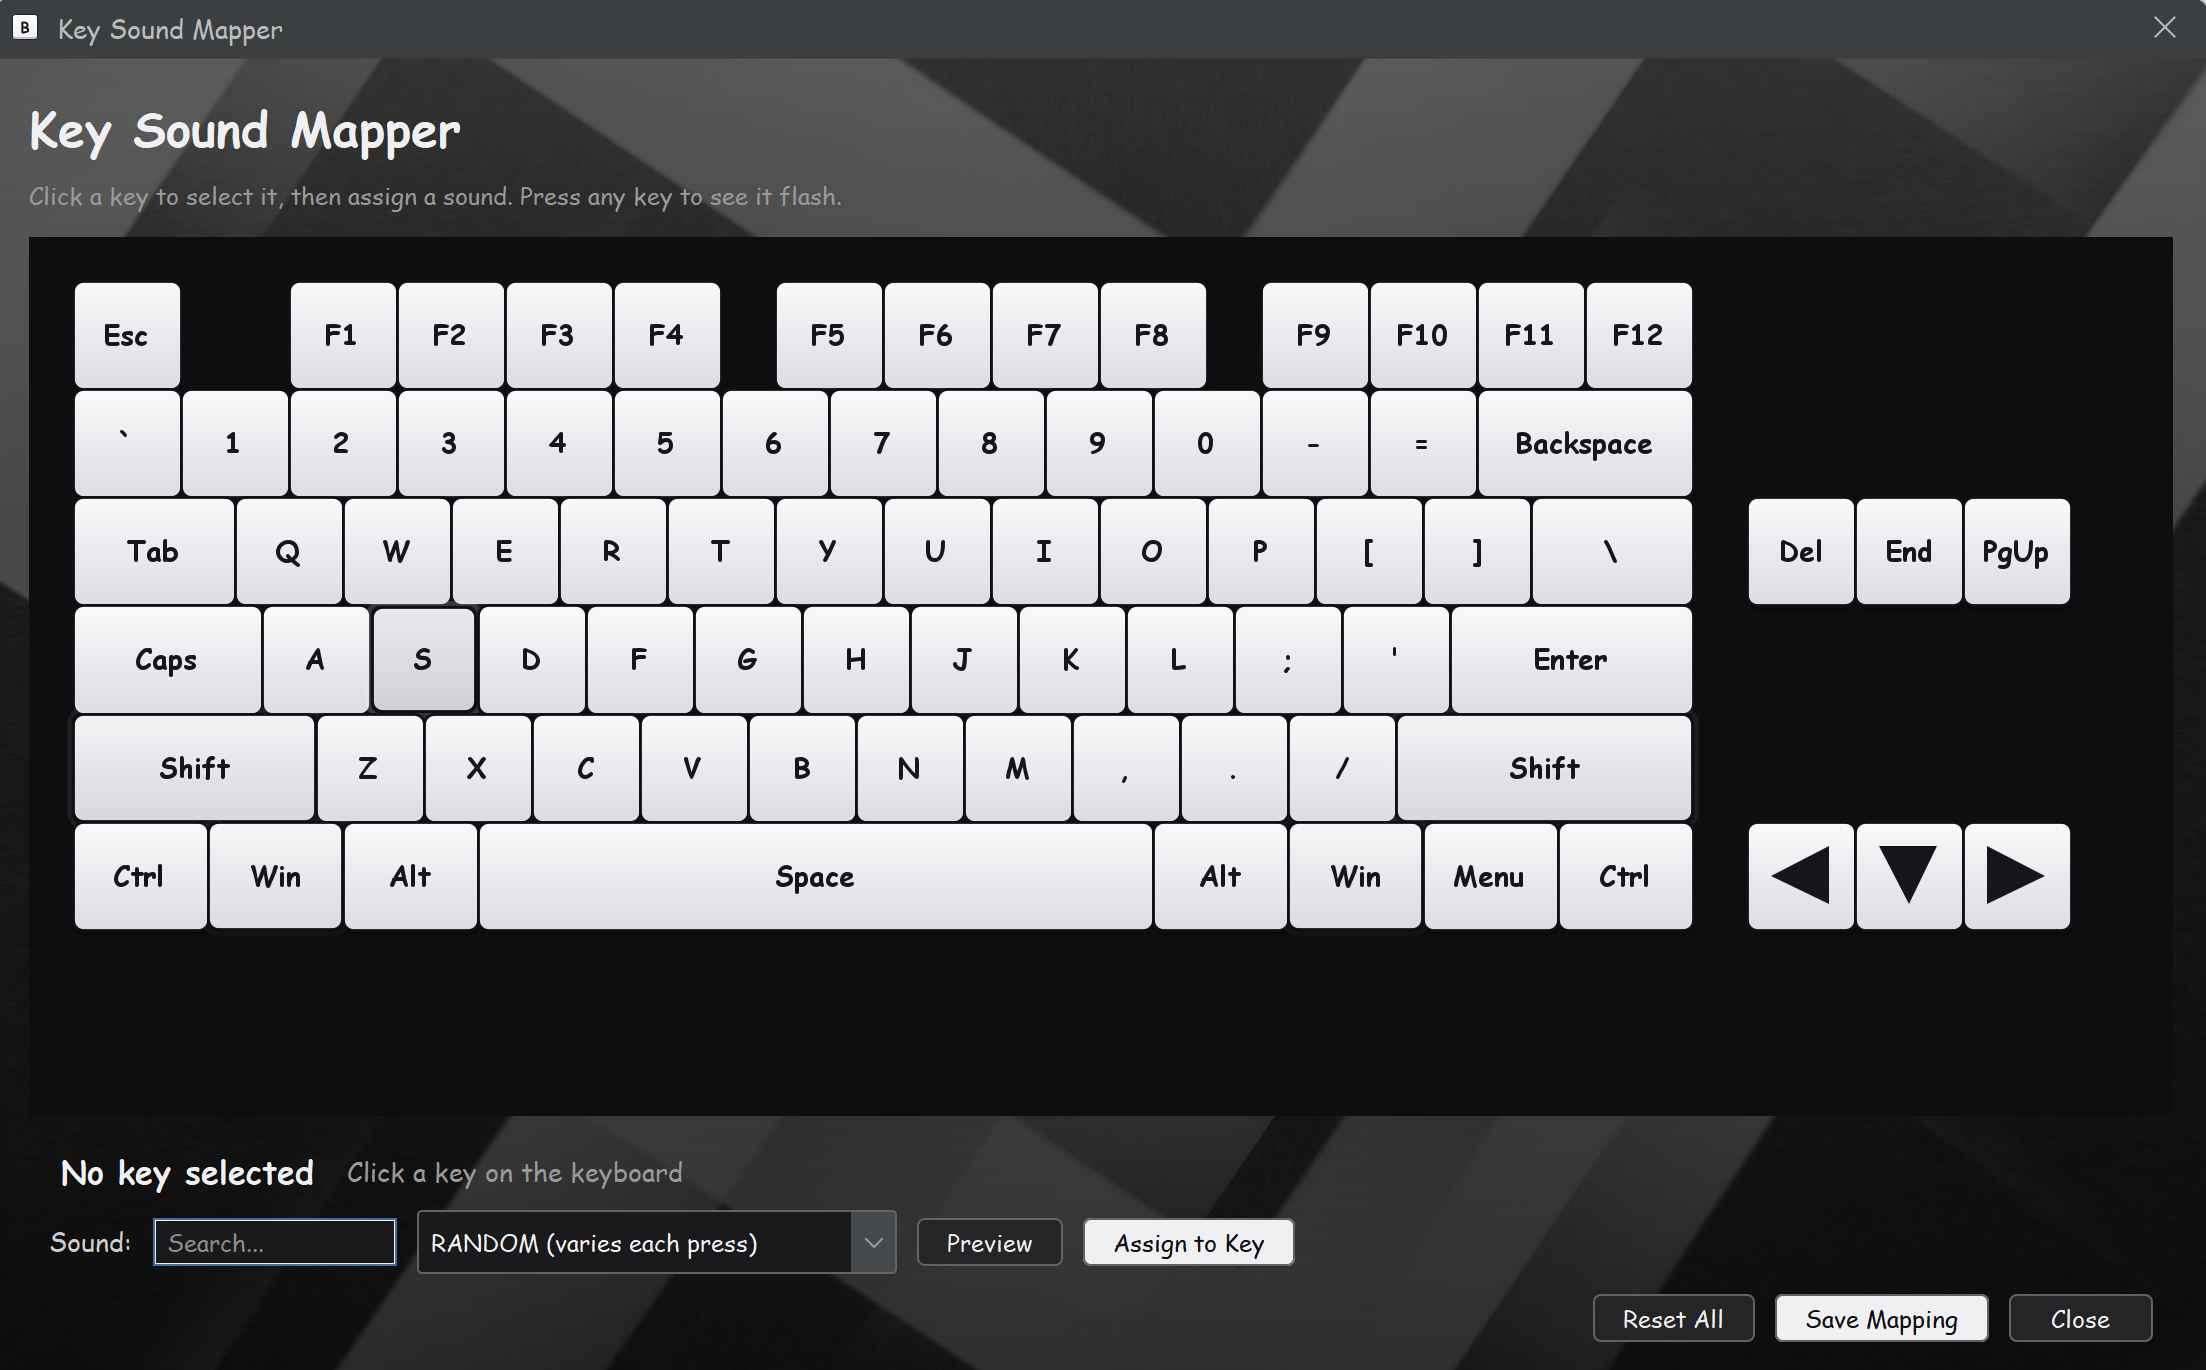 B Key Sound Mapper
Key Sound Mapper
Click a key to select it, then assign a sound. Press any key to see it flash.
Esc F1 F2 F3 F4 F5 F6 F7 F8 F9 F10 F11 F12
` 1 2 3 4 5 6 7 8 9 0 - = Backspace
Tab Q W E R T Y U I O P [ ] \ Del End PgUp
Caps A S D F G H J K L ; ' Enter
Shift Z X C V B N M , . / Shift
Ctrl Win Alt Space Alt Win Menu Ctrl ◀ ▼ ▶
No key selected Click a key on the keyboard
Sound: Search... RANDOM (varies each press) Preview Assign to Key
Reset All Save Mapping Close